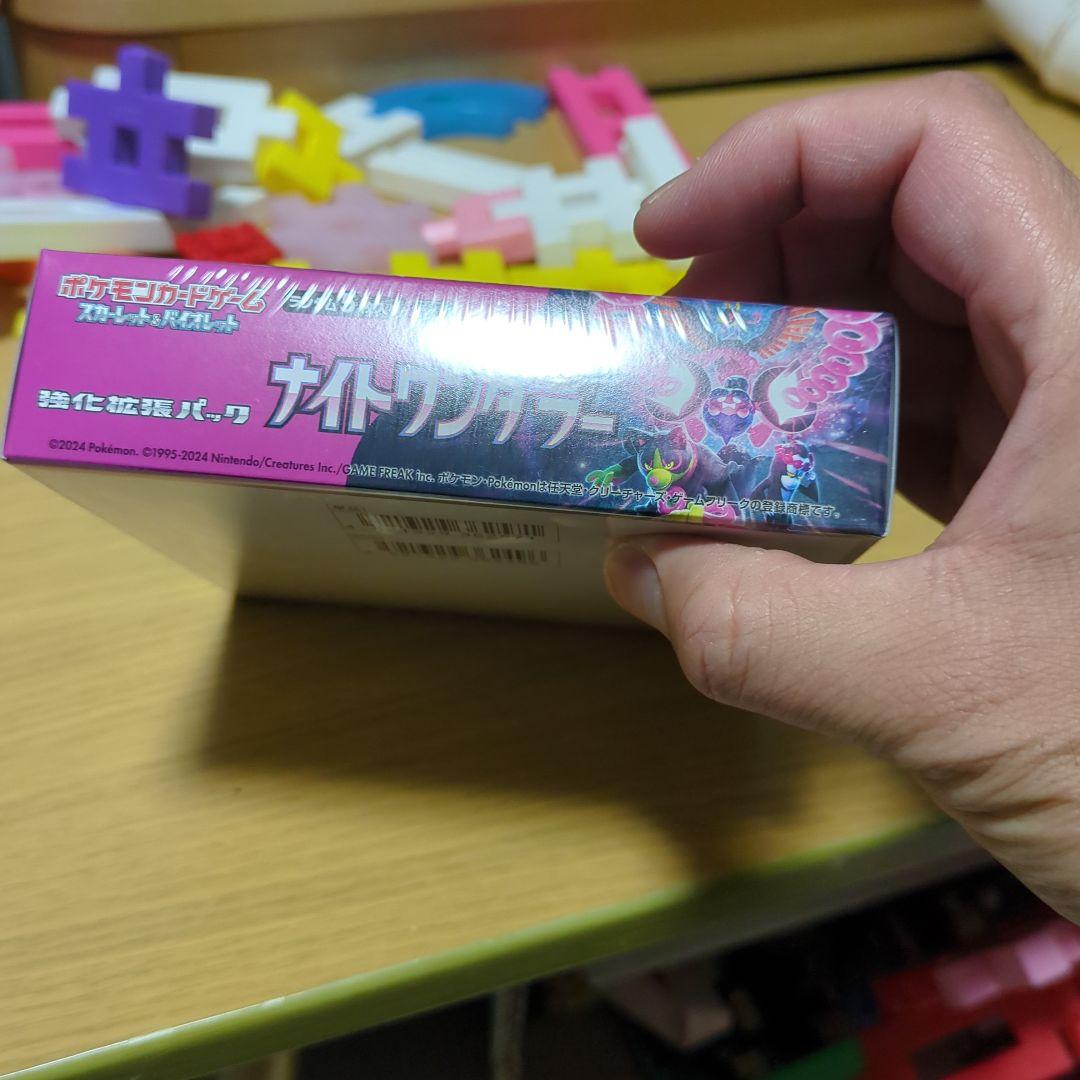 ポケモンカードゲーム
スカーレット&バイオレット
強化拡張パック
ナイトワンダラー
©2024 Pokémon. ©1995-2024 Nintendo/Creatures Inc./GAME FREAK inc. ポケモン・Pokémonは任天堂・クリーチャーズ・ゲームフリークの登録商標です。